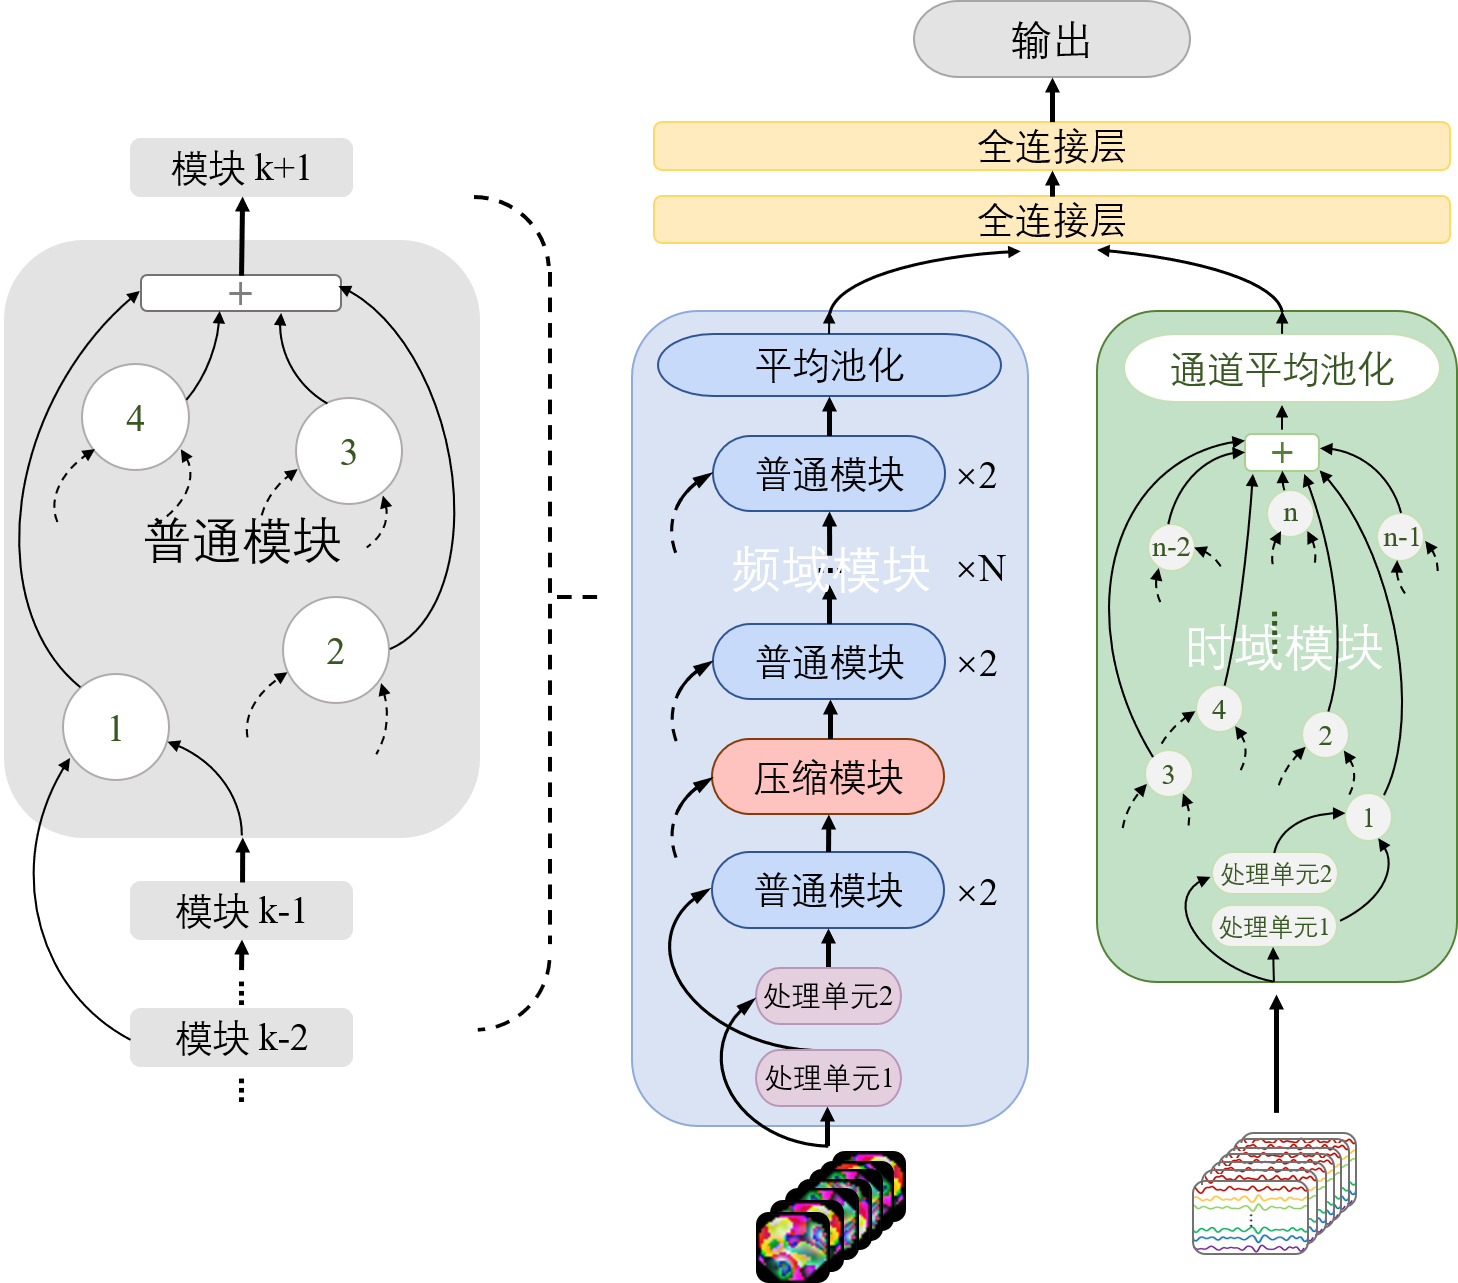 输出
全连接层
全连接层
模块 k+1
+
4
3
普通模块
2
1
模块 k-1
模块 k-2
平均池化
普通模块 ×2
频域模块 ×N
普通模块 ×2
压缩模块
普通模块 ×2
处理单元2
处理单元1
通道平均池化
+
n
n-2
n-1
时域模块
4
2
3
1
处理单元2
处理单元1